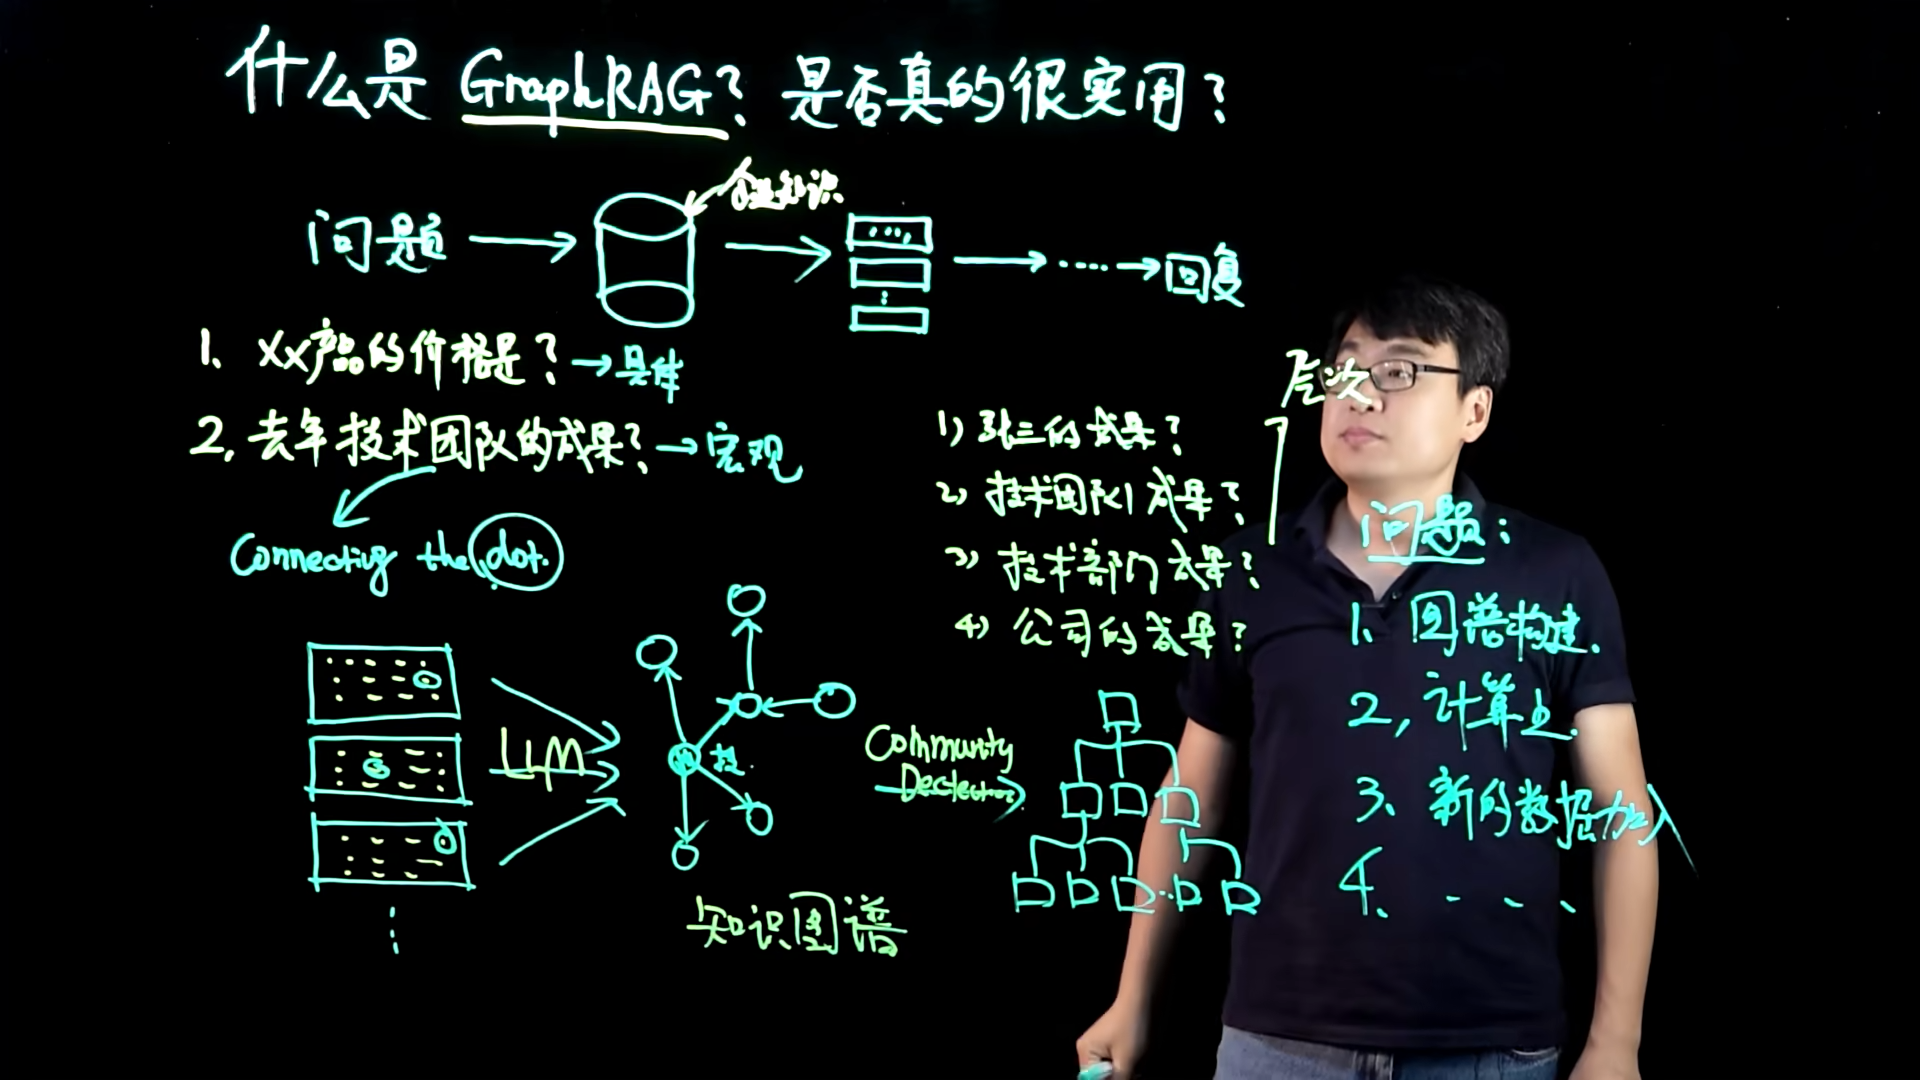 什么是 GraphRAG? 是否真的很实用?
企业知识
问题 → → → ····· → 回复
1、XX产品的价格是? → 具体
2, 去年技术团队的成果? → 宏观
Connecting the dot.
层次
1) 张三的成果?
2) 技术团队1成果?
3) 技术部门成果?
4) 公司的成果?
LLM
技
知识图谱
Community
问题:
1、图谱构建.
2, 计算量.
3、新的数据加入
4、- - - -